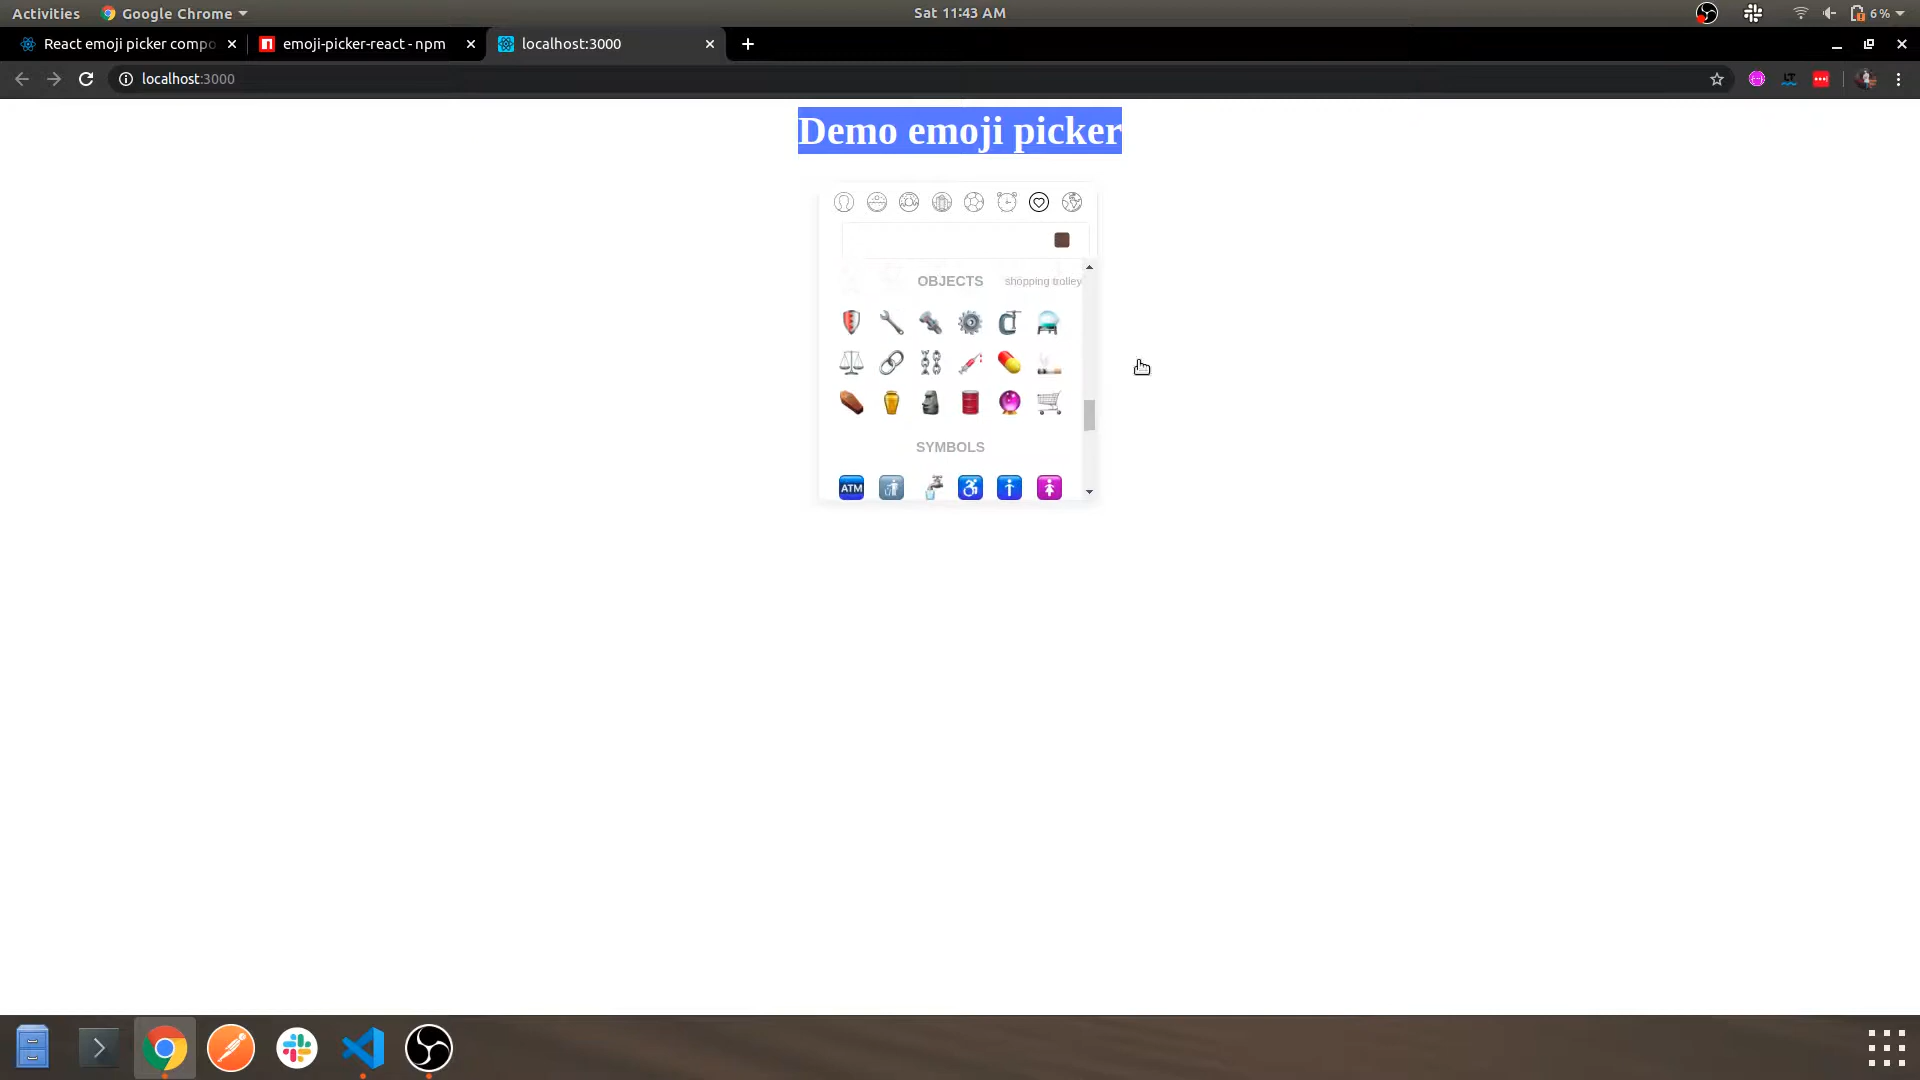 Activities
Google Chrome
Sat 11:43 AM
6%
React emoji picker compo
emoji-picker-react - npm
localhost:3000
localhost:3000
LT
Demo emoji picker
OBJECTS
shopping trolley
SYMBOLS
ATM